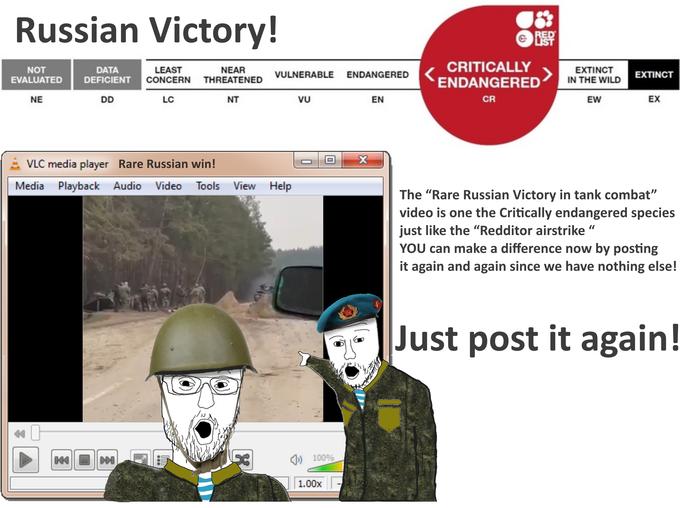 Russian Victory!
RED LIST
NOT EVALUATED
DATA DEFICIENT
LEAST CONCERN
NEAR THREATENED
VULNERABLE
ENDANGERED
CRITICALLY ENDANGERED
EXTINCT IN THE WILD
EXTINCT
NE
DD
LC
NT
VU
EN
CR
EW
EX
VLC media player Rare Russian win!
Media Playback Audio Video Tools View Help
The “Rare Russian Victory in tank combat”
video is one the Critically endangered species
just like the “Redditor airstrike “
YOU can make a difference now by posting
it again and again since we have nothing else!
Just post it again!
100%
1.00x